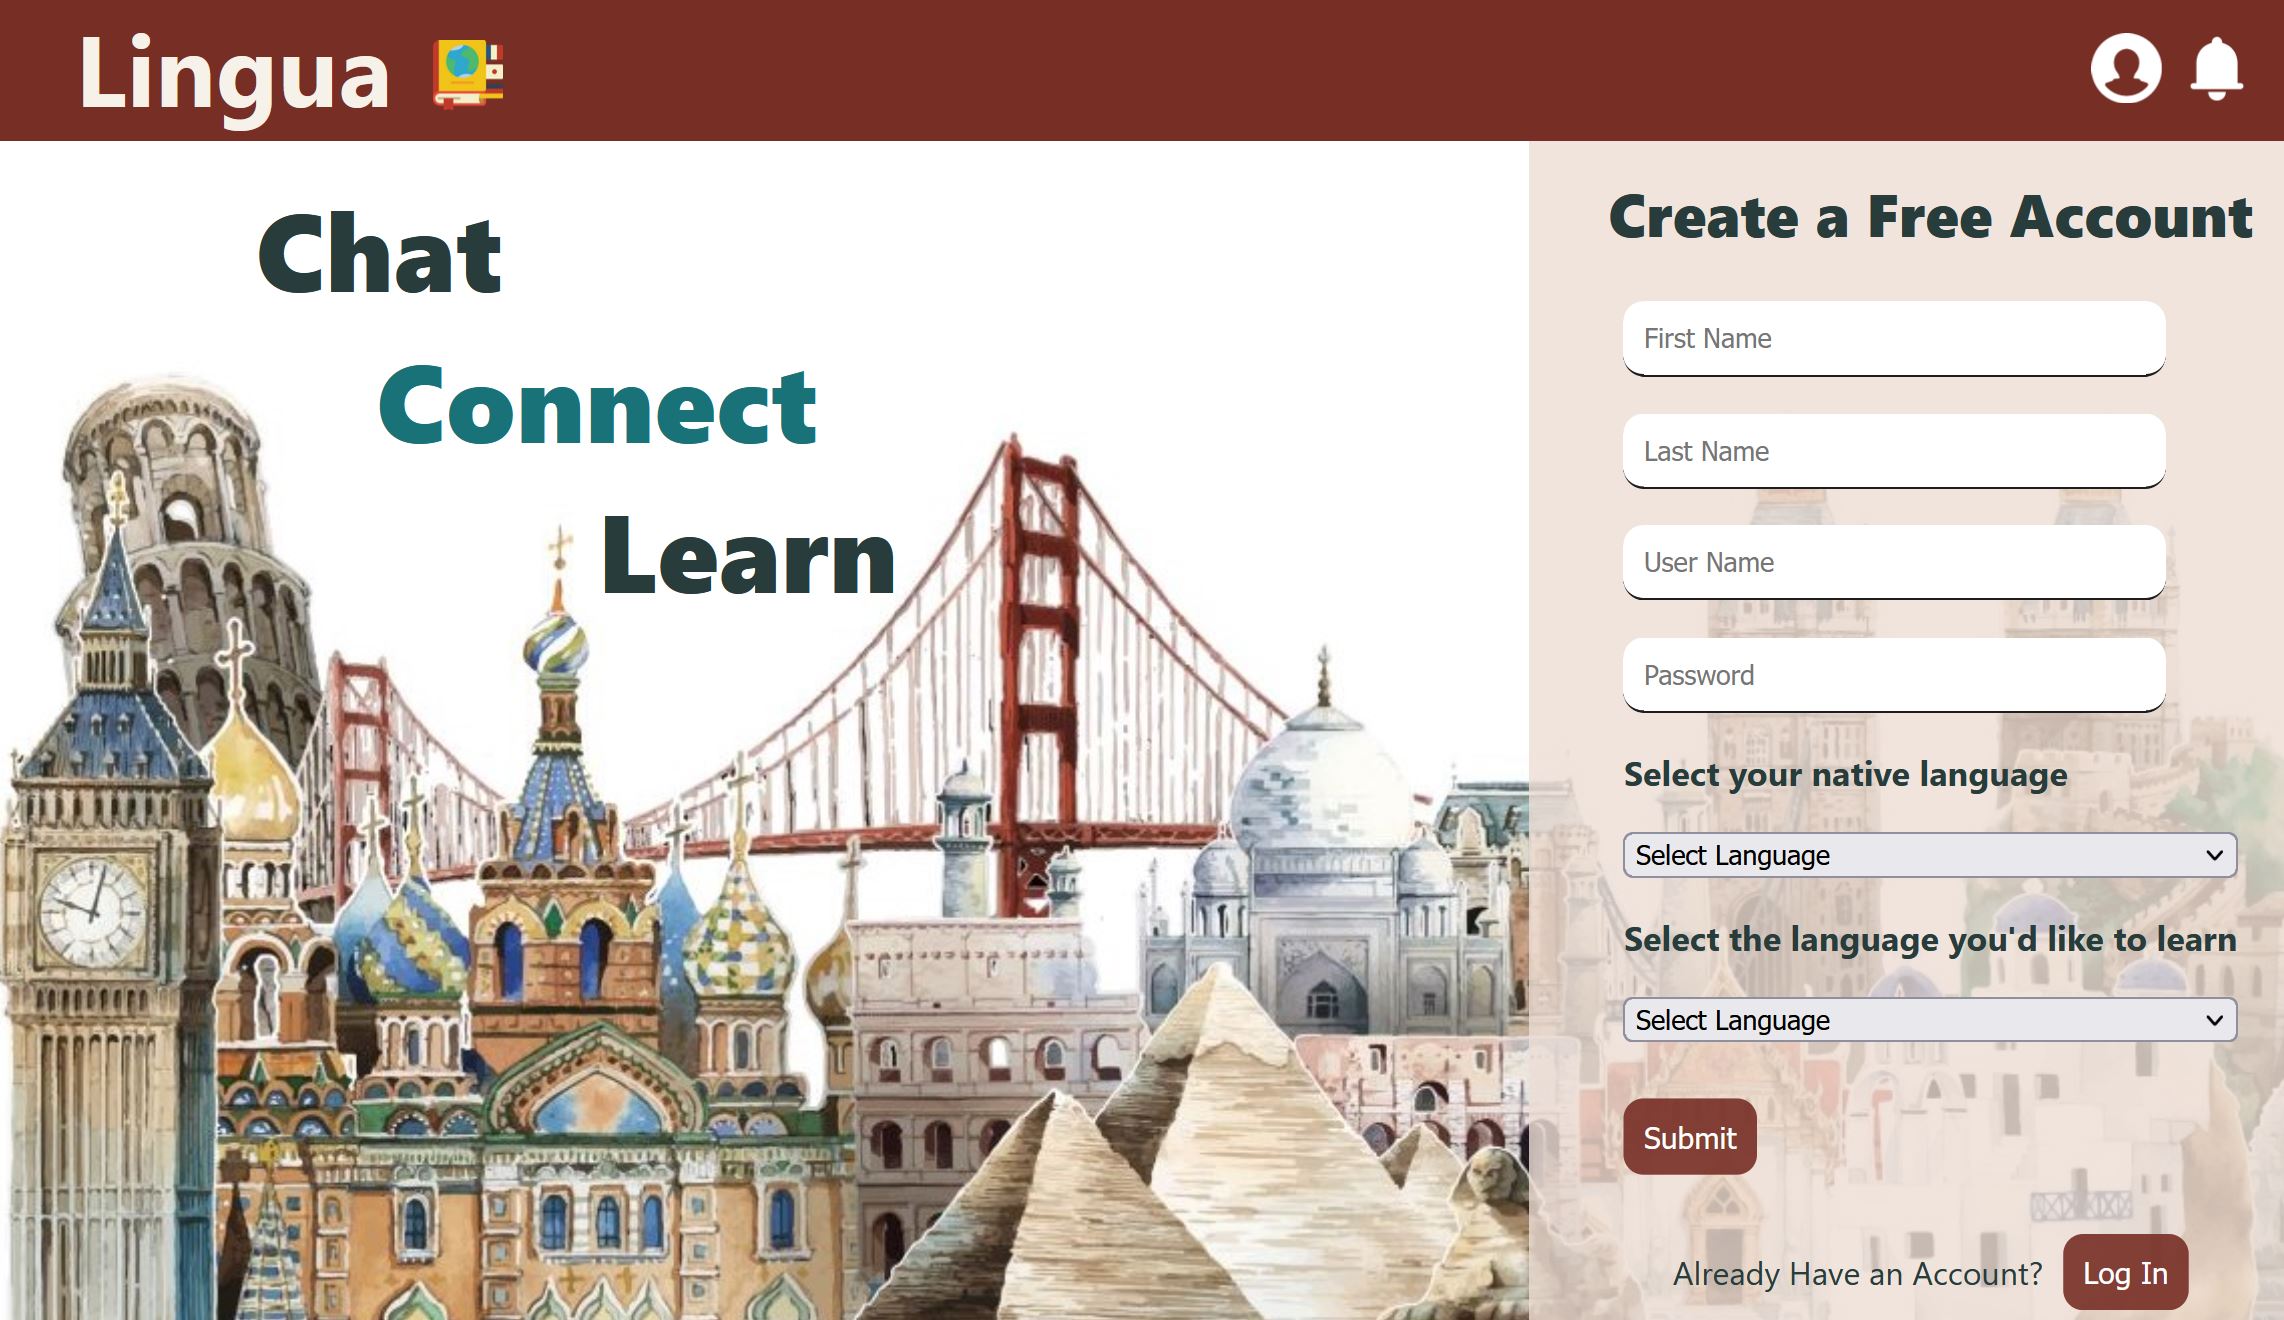 Lingua
Chat
Connect
Learn
Create a Free Account
First Name
Last Name
User Name
Password
Select your native language
Select Language
Select the language you'd like to learn
Select Language
Submit
Already Have an Account? Log In